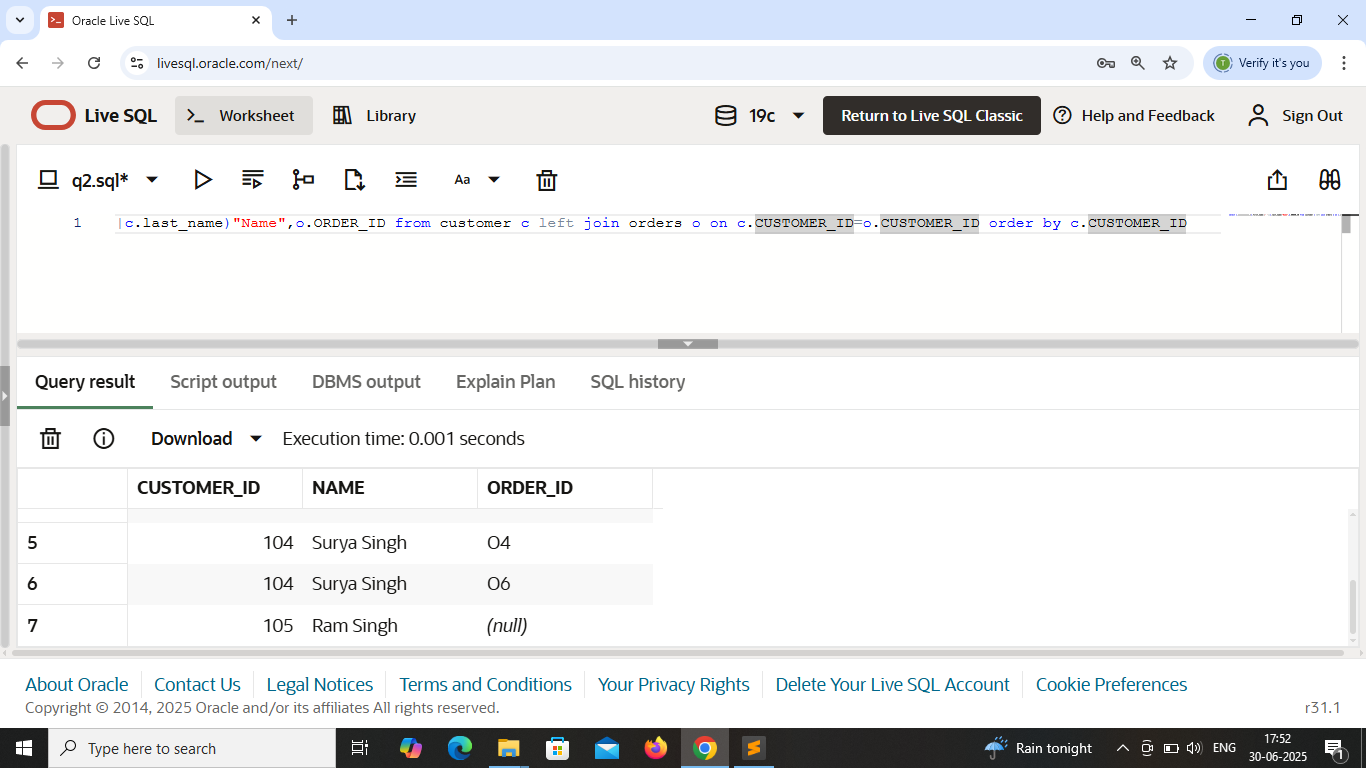 Oracle Live SQL
livesql.oracle.com/next/
T
Verify it's you
Live SQL
Worksheet
Library
19c
Return to Live SQL Classic
Help and Feedback
Sign Out
q2.sql*
Aa
1 |c.last_name)"Name",o.ORDER_ID from customer c left join orders o on c.CUSTOMER_ID=o.CUSTOMER_ID order by c.CUSTOMER_ID
Query result Script output DBMS output Explain Plan SQL history
Download Execution time: 0.001 seconds
CUSTOMER_ID NAME ORDER_ID
5 104 Surya Singh O4
6 104 Surya Singh O6
7 105 Ram Singh (null)
About Oracle Contact Us Legal Notices Terms and Conditions Your Privacy Rights Delete Your Live SQL Account Cookie Preferences
Copyright © 2014, 2025 Oracle and/or its affiliates All rights reserved. r31.1
Type here to search
Rain tonight
ENG
17:52
30-06-2025
1